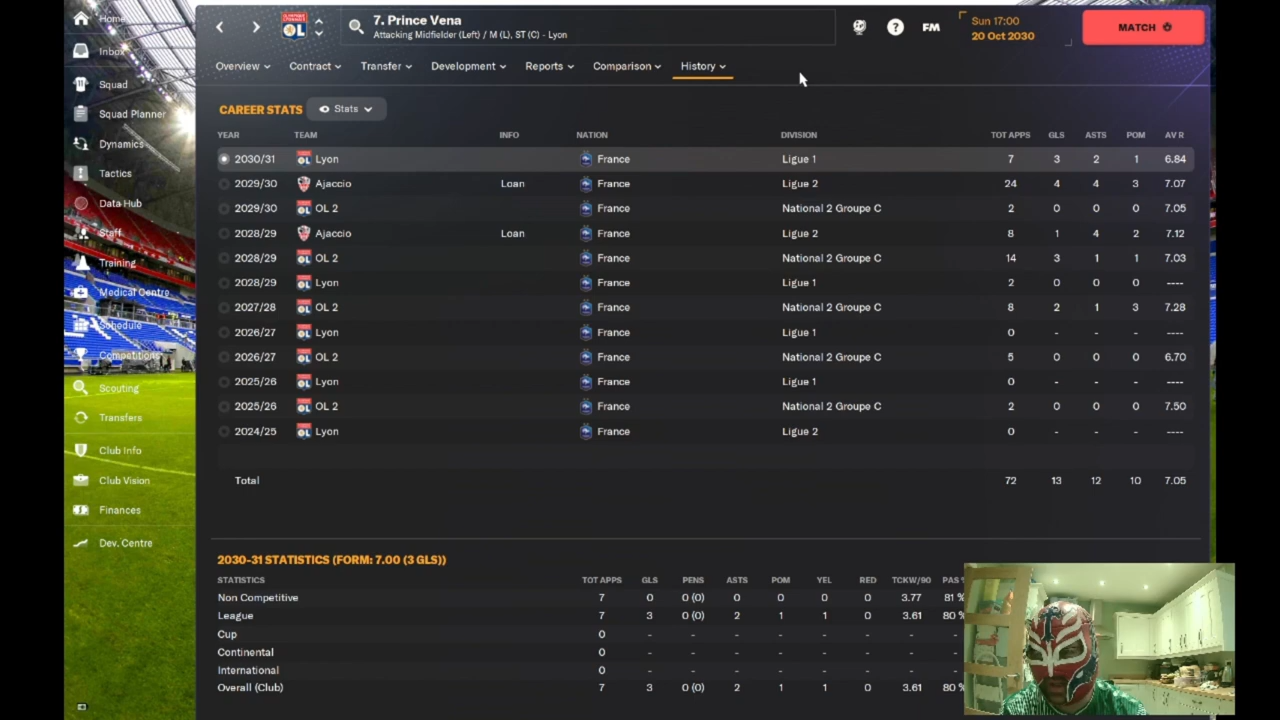 Home
Inbox
Squad
Squad Planner
Dynamics
Tactics
Data Hub
Staff
Training
Medical Centre
Schedule
Competitions
Scouting
Transfers
Club Info
Club Vision
Finances
Dev. Centre
7. Prince Vena
Attacking Midfielder (Left) / M (L), ST (C) - Lyon
? FM
Sun 17:00
20 Oct 2030
MATCH
Overview Contract Transfer Development Reports Comparison History
CAREER STATS Stats
YEAR TEAM INFO NATION DIVISION TOT APPS GLS ASTS POM AV R
2030/31 Lyon France Ligue 1 7 3 2 1 6.84
2029/30 Ajaccio Loan France Ligue 2 24 4 4 3 7.07
2029/30 OL 2 France National 2 Groupe C 2 0 0 0 7.05
2028/29 Ajaccio Loan France Ligue 2 8 1 4 2 7.12
2028/29 OL 2 France National 2 Groupe C 14 3 1 1 7.03
2028/29 Lyon France Ligue 1 2 0 0 0 ----
2027/28 OL 2 France National 2 Groupe C 8 2 1 3 7.28
2026/27 Lyon France Ligue 1 0 - - - ----
2026/27 OL 2 France National 2 Groupe C 5 0 0 0 6.70
2025/26 Lyon France Ligue 1 0 - - - ----
2025/26 OL 2 France National 2 Groupe C 2 0 0 0 7.50
2024/25 Lyon France Ligue 2 0 - - - ----
Total 72 13 12 10 7.05
2030-31 STATISTICS (FORM: 7.00 (3 GLS))
STATISTICS TOT APPS GLS PENS ASTS POM YEL RED TCKW/90 PAS %
Non Competitive 7 0 0 (0) 0 0 0 0 3.77 81 %
League 7 3 0 (0) 2 1 1 0 3.61 80 %
Cup 0 - - - - - - - -
Continental 0 - - - - - - - -
International 0 - - - - - - - -
Overall (Club) 7 3 0 (0) 2 1 1 0 3.61 80 %